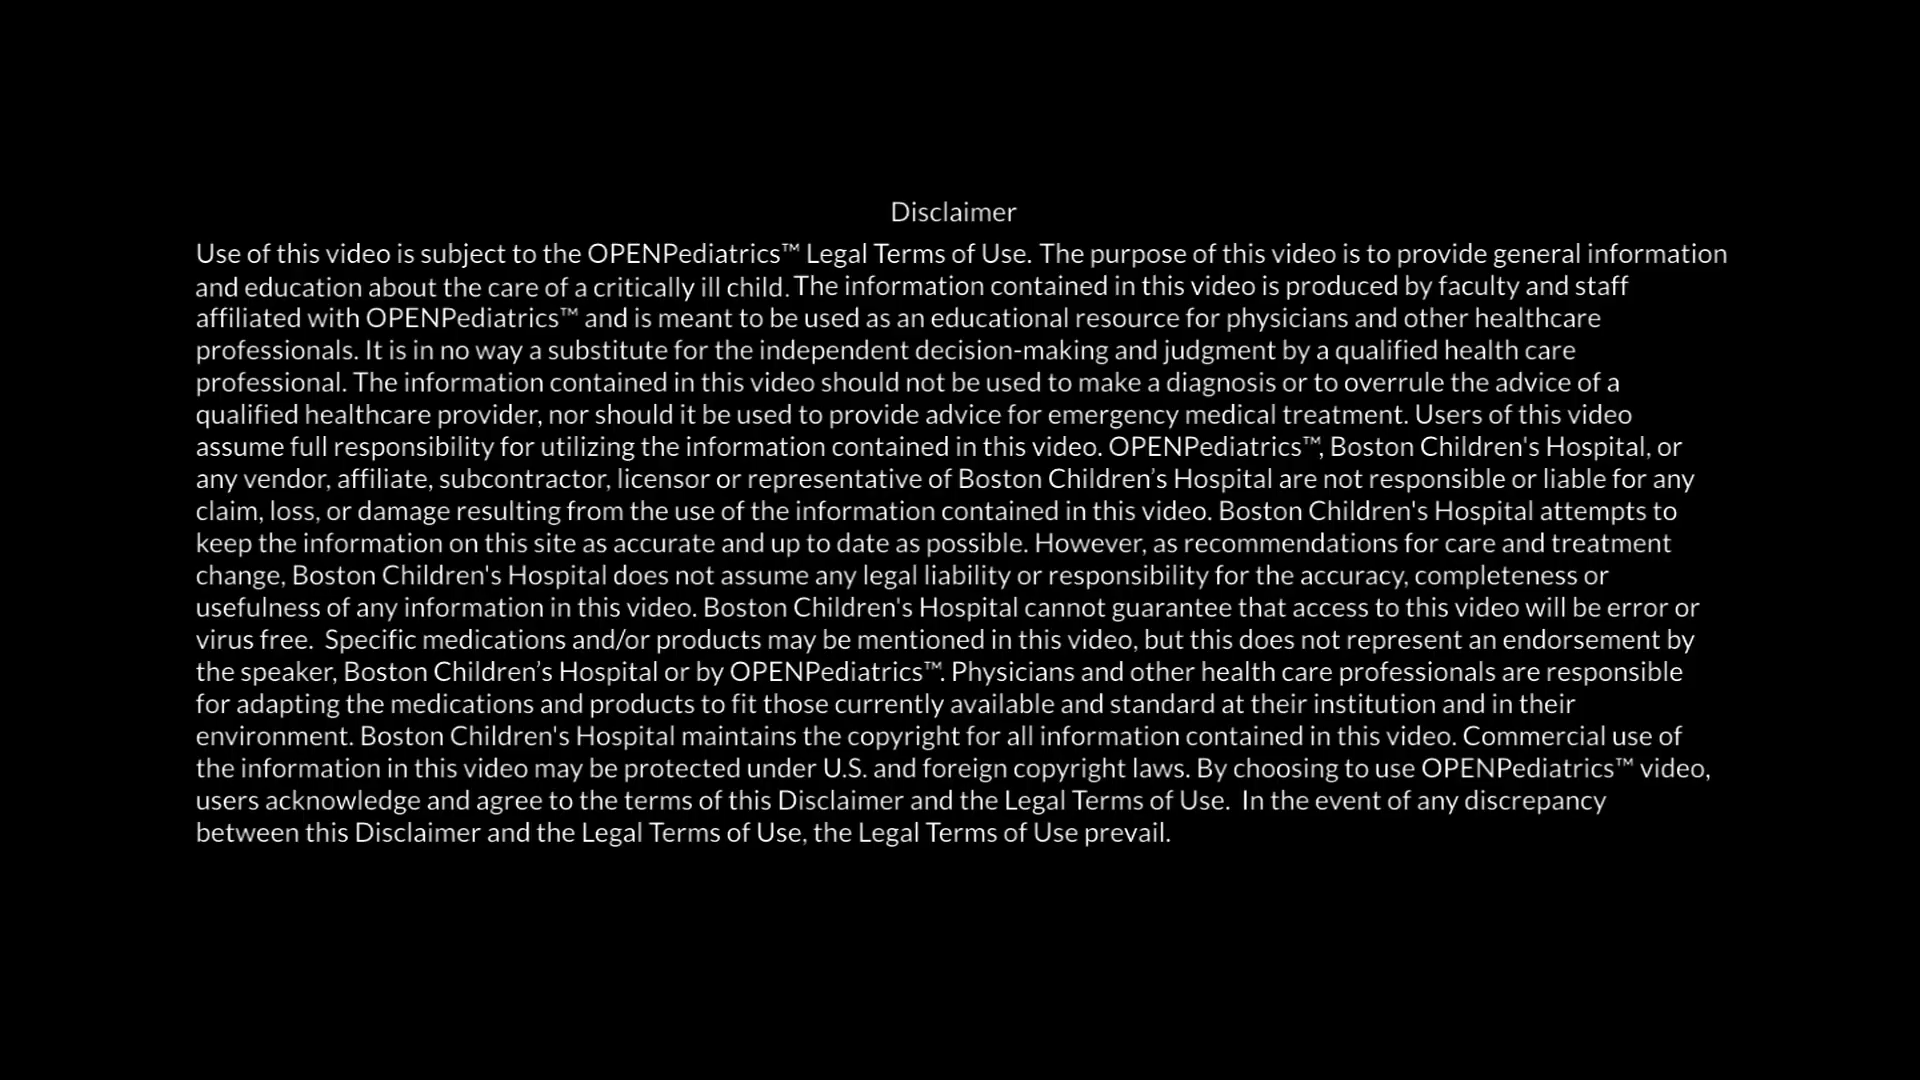 Disclaimer
Use of this video is subject to the OPENPediatrics™ Legal Terms of Use. The purpose of this video is to provide general information
and education about the care of a critically ill child. The information contained in this video is produced by faculty and staff
affiliated with OPENPediatrics™ and is meant to be used as an educational resource for physicians and other healthcare
professionals. It is in no way a substitute for the independent decision-making and judgment by a qualified health care
professional. The information contained in this video should not be used to make a diagnosis or to overrule the advice of a
qualified healthcare provider, nor should it be used to provide advice for emergency medical treatment. Users of this video
assume full responsibility for utilizing the information contained in this video. OPENPediatrics™, Boston Children's Hospital, or
any vendor, affiliate, subcontractor, licensor or representative of Boston Children’s Hospital are not responsible or liable for any
claim, loss, or damage resulting from the use of the information contained in this video. Boston Children's Hospital attempts to
keep the information on this site as accurate and up to date as possible. However, as recommendations for care and treatment
change, Boston Children's Hospital does not assume any legal liability or responsibility for the accuracy, completeness or
usefulness of any information in this video. Boston Children's Hospital cannot guarantee that access to this video will be error or
virus free.  Specific medications and/or products may be mentioned in this video, but this does not represent an endorsement by
the speaker, Boston Children’s Hospital or by OPENPediatrics™. Physicians and other health care professionals are responsible
for adapting the medications and products to fit those currently available and standard at their institution and in their
environment. Boston Children's Hospital maintains the copyright for all information contained in this video. Commercial use of
the information in this video may be protected under U.S. and foreign copyright laws. By choosing to use OPENPediatrics™ video,
users acknowledge and agree to the terms of this Disclaimer and the Legal Terms of Use.  In the event of any discrepancy
between this Disclaimer and the Legal Terms of Use, the Legal Terms of Use prevail.